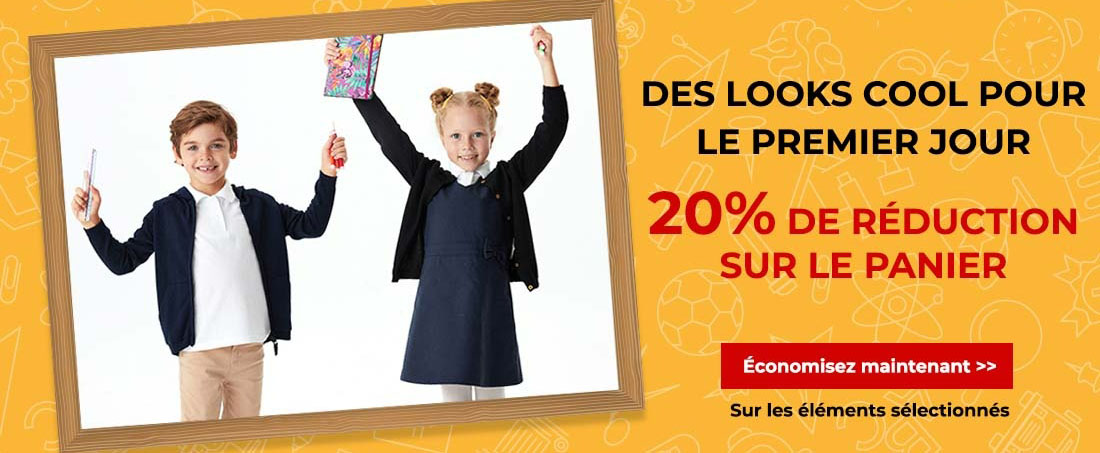 DES LOOKS COOL POUR
LE PREMIER JOUR
20% DE RÉDUCTION
SUR LE PANIER
Économisez maintenant >>
Sur les éléments sélectionnés